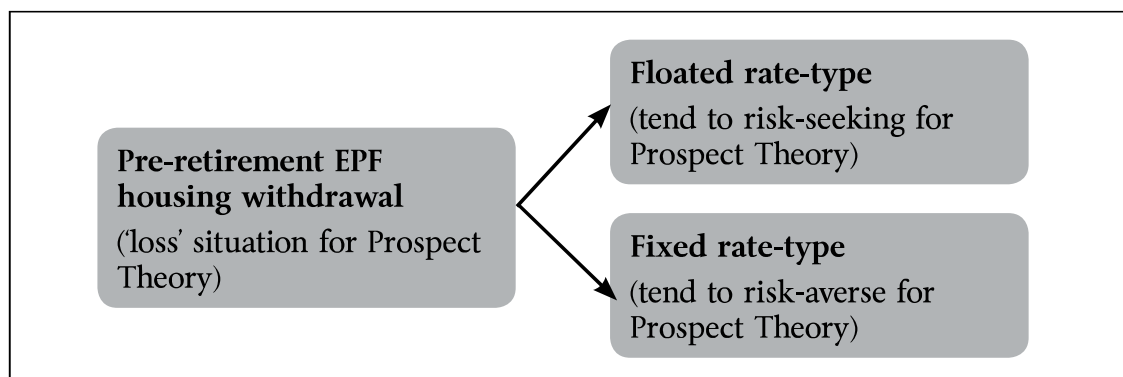 Pre-retirement EPF
housing withdrawal
(‘loss’ situation for Prospect
Theory)
Floated rate-type
(tend to risk-seeking for
Prospect Theory)
Fixed rate-type
(tend to risk-averse for
Prospect Theory)